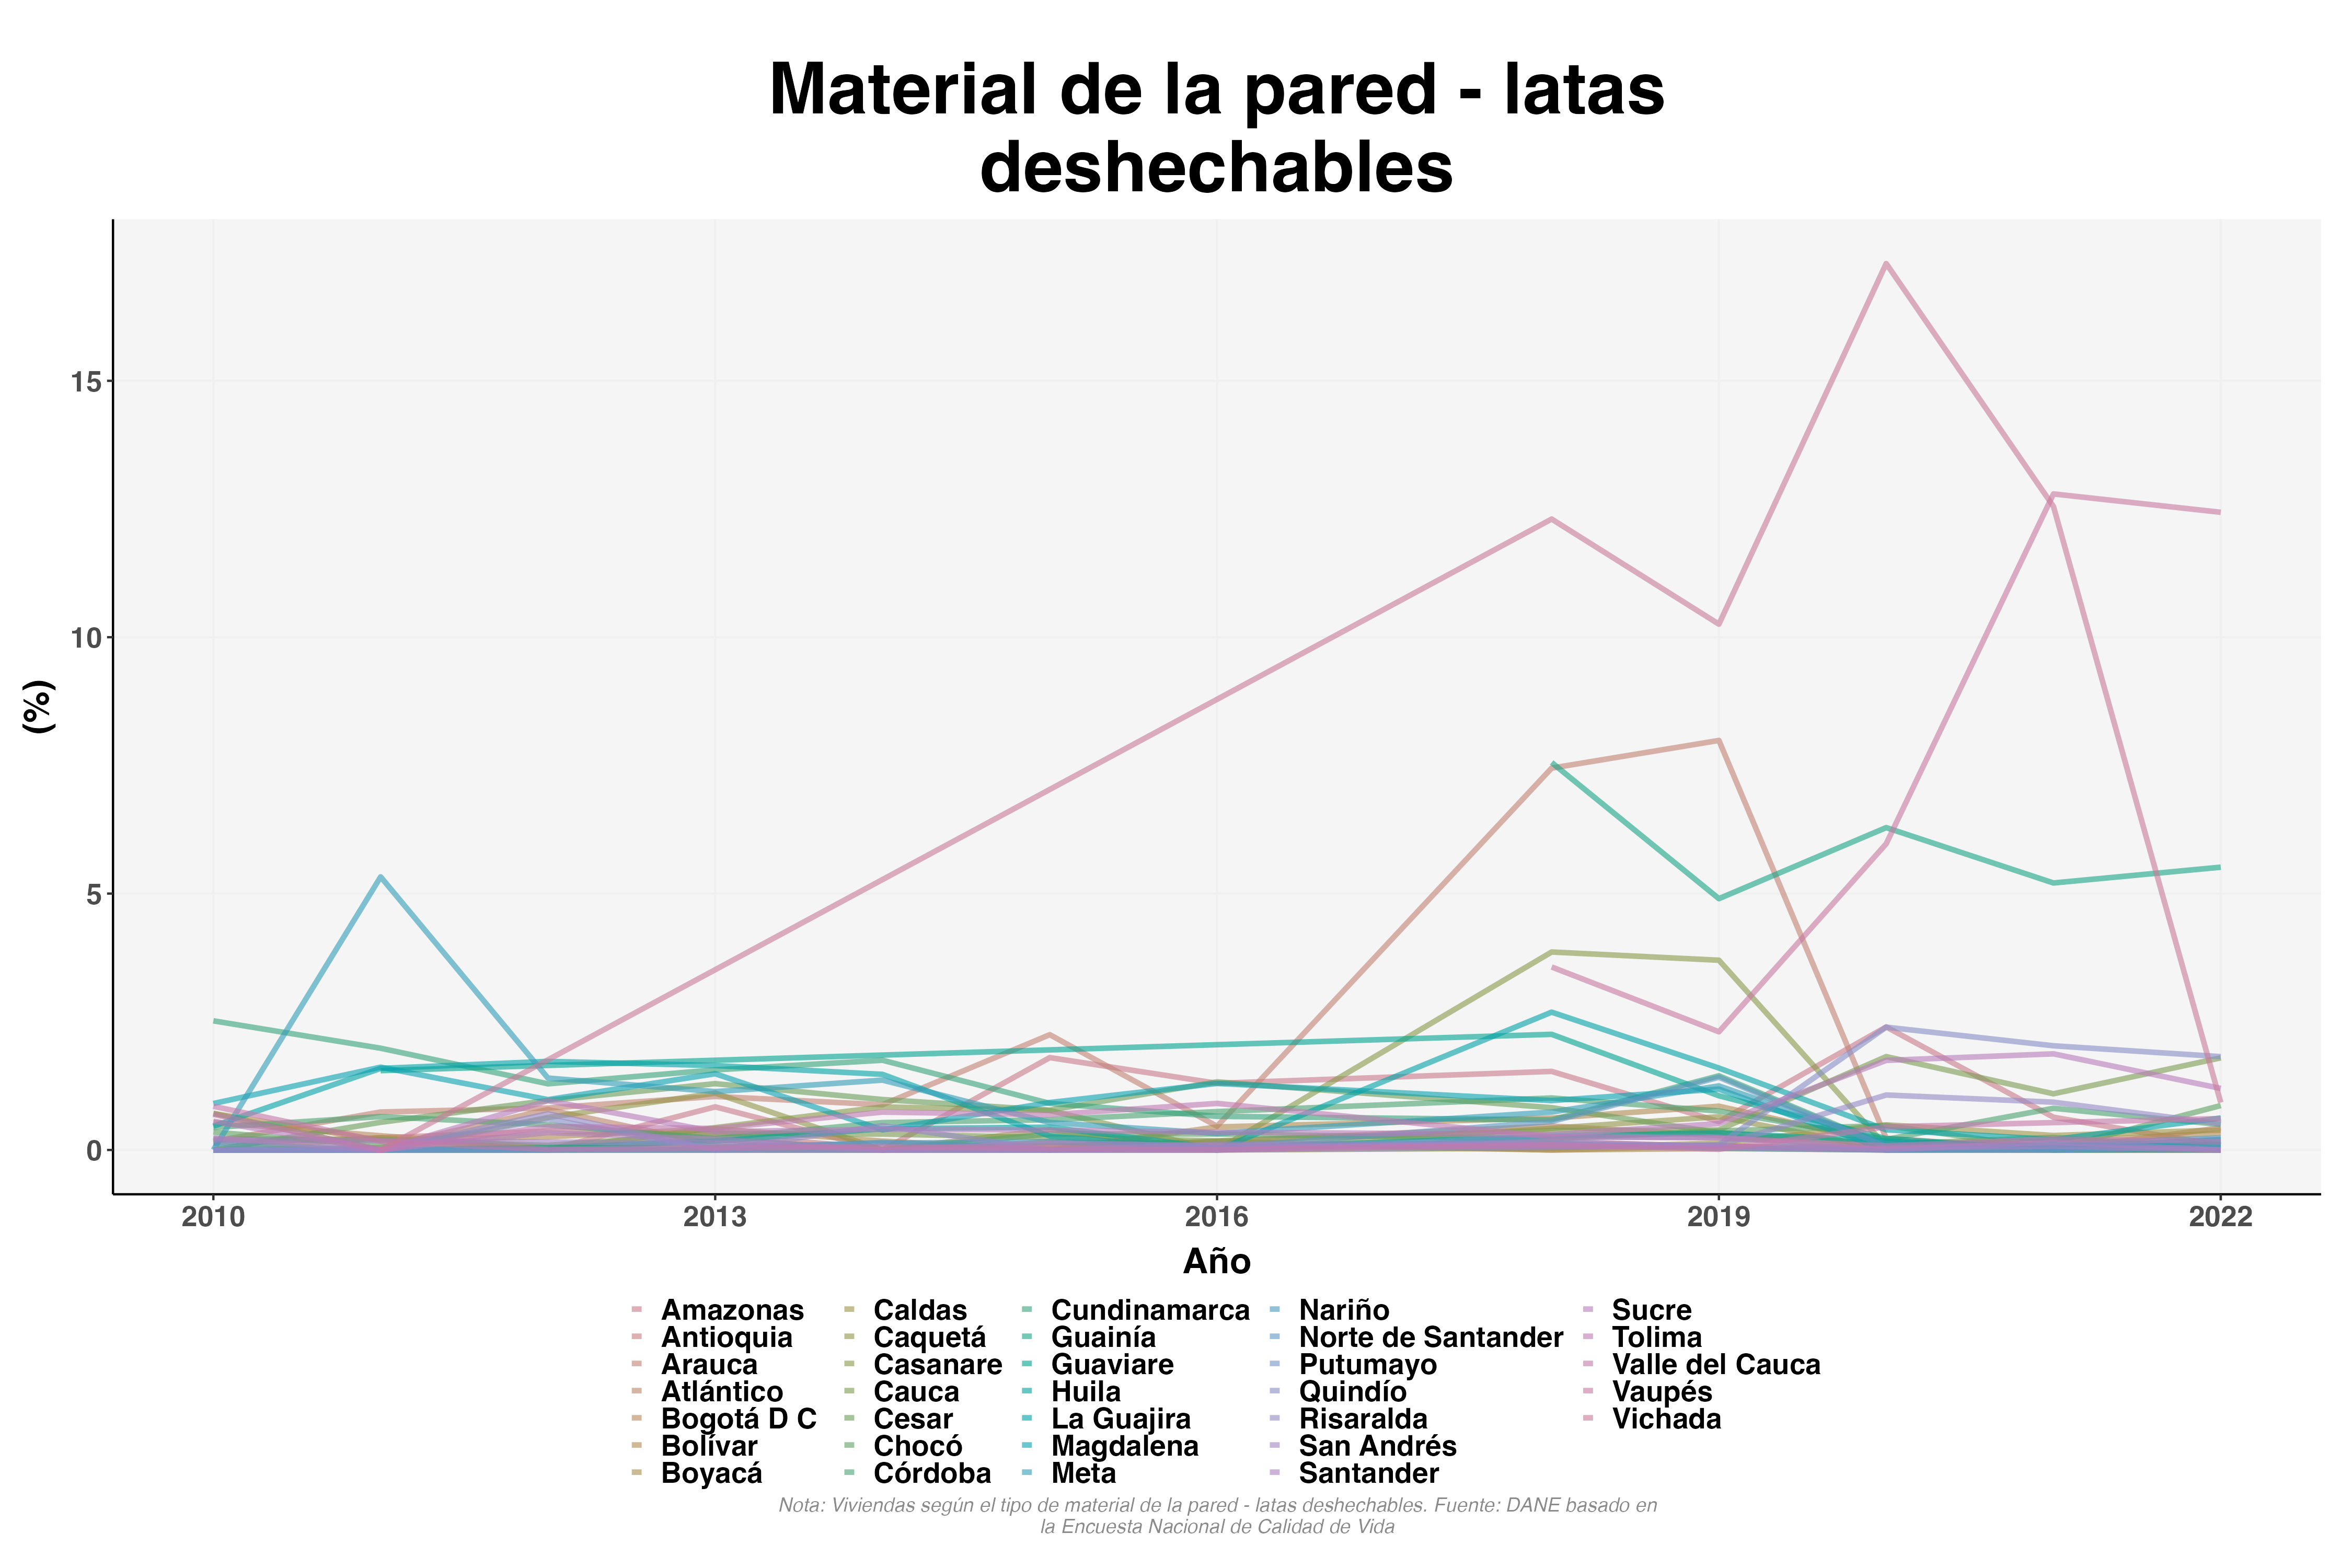 Material de la pared - latas
deshechables
(%)
15
10
5
0
2010 2013 2016 2019 2022
Año
Amazonas Caldas Cundinamarca Nariño Sucre
Antioquia Caquetá Guainía Norte de Santander Tolima
Arauca Casanare Guaviare Putumayo Valle del Cauca
Atlántico Cauca Huila Quindío Vaupés
Bogotá D C Cesar La Guajira Risaralda Vichada
Bolívar Chocó Magdalena San Andrés
Boyacá Córdoba Meta Santander
Nota: Viviendas según el tipo de material de la pared - latas deshechables. Fuente: DANE basado en
la Encuesta Nacional de Calidad de Vida